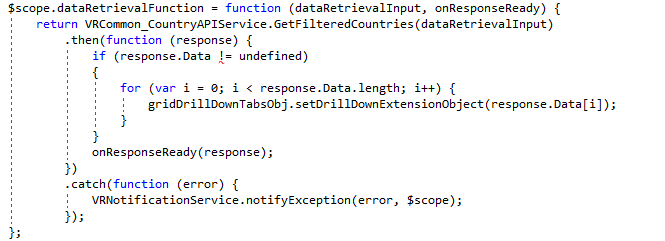 $scope.dataRetrievalFunction = function (dataRetrievalInput, onResponseReady) {
    return VRCommon_CountryAPIService.GetFilteredCountries(dataRetrievalInput)
        .then(function (response) {
            if (response.Data != undefined)
            {
                for (var i = 0; i < response.Data.length; i++) {
                    gridDrillDownTabsObj.setDrillDownExtensionObject(response.Data[i]);
                }
            }
            onResponseReady(response);
        })
        .catch(function (error) {
            VRNotificationService.notifyException(error, $scope);
        });
};